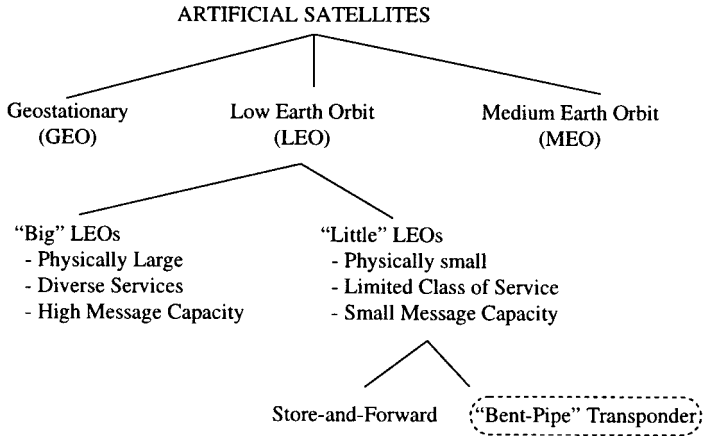 ARTIFICIAL SATELLITES
Geostationary
(GEO)
Low Earth Orbit
(LEO)
Medium Earth Orbit
(MEO)
“Big” LEOs
- Physically Large
- Diverse Services
- High Message Capacity
“Little” LEOs
- Physically small
- Limited Class of Service
- Small Message Capacity
Store-and-Forward
“Bent-Pipe” Transponder